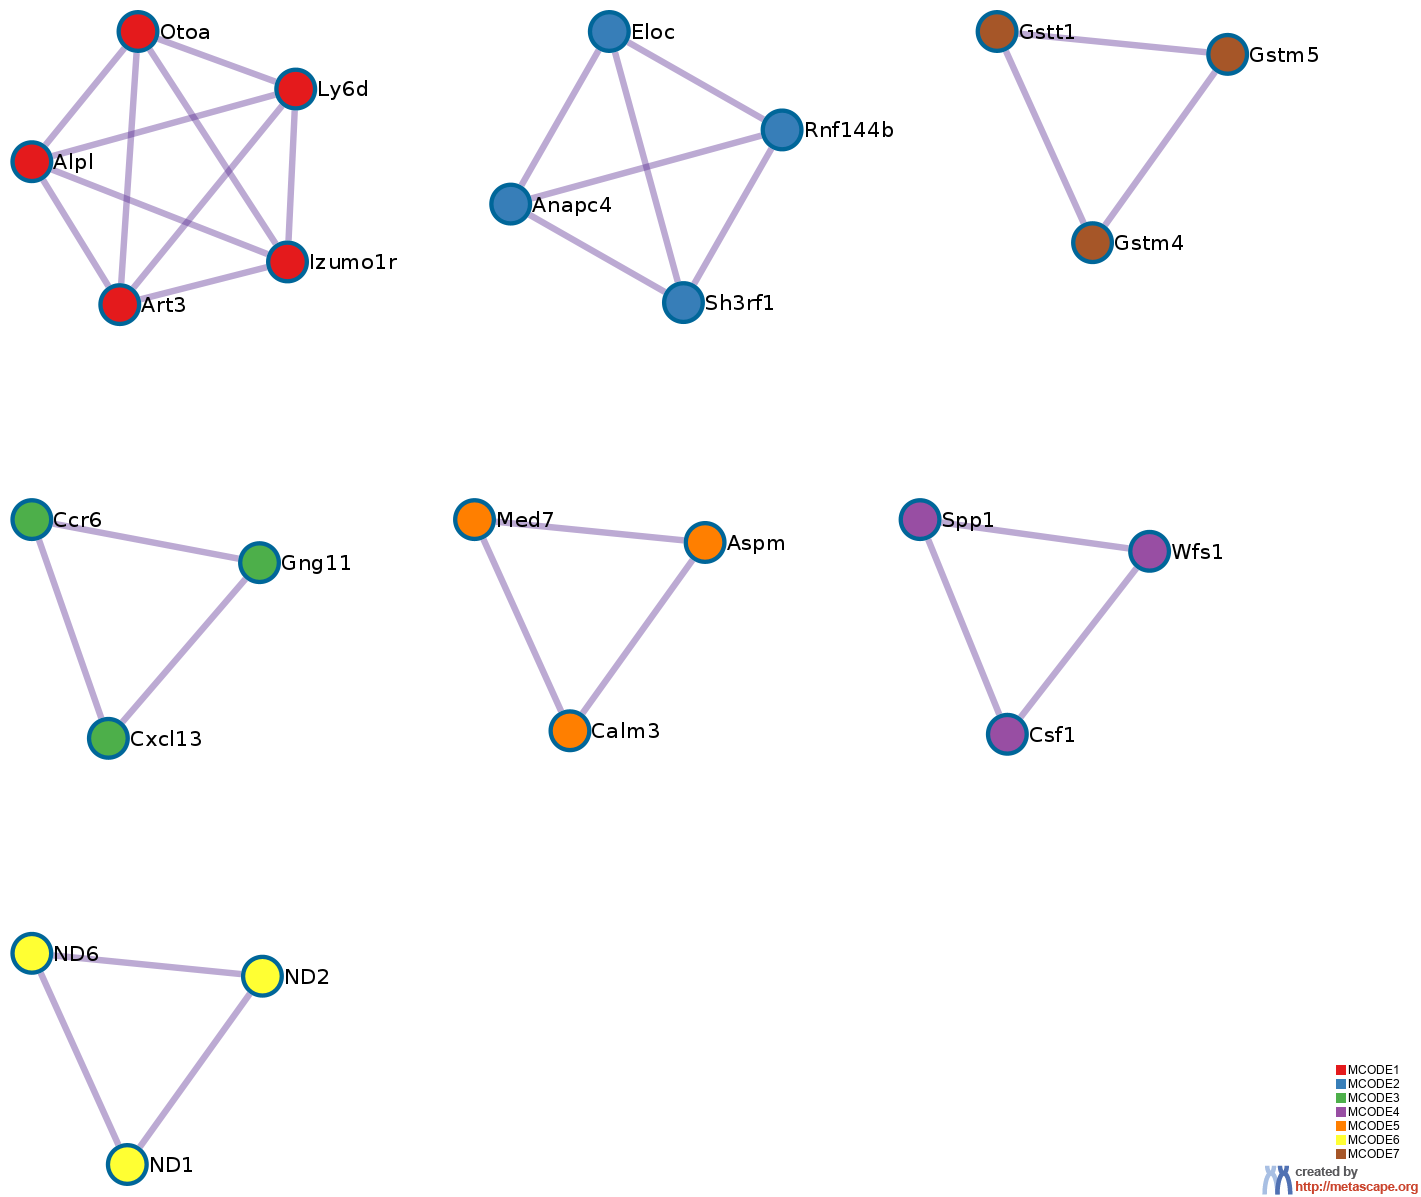 Otoa
Ly6d
Alpl
Izumo1r
Art3
Eloc
Rnf144b
Anapc4
Sh3rf1
Gstt1
Gstm5
Gstm4
Ccr6
Gng11
Cxcl13
Med7
Aspm
Calm3
Spp1
Wfs1
Csf1
ND6
ND2
ND1
MCODE1
MCODE2
MCODE3
MCODE4
MCODE5
MCODE6
MCODE7
created by
http://metascape.org